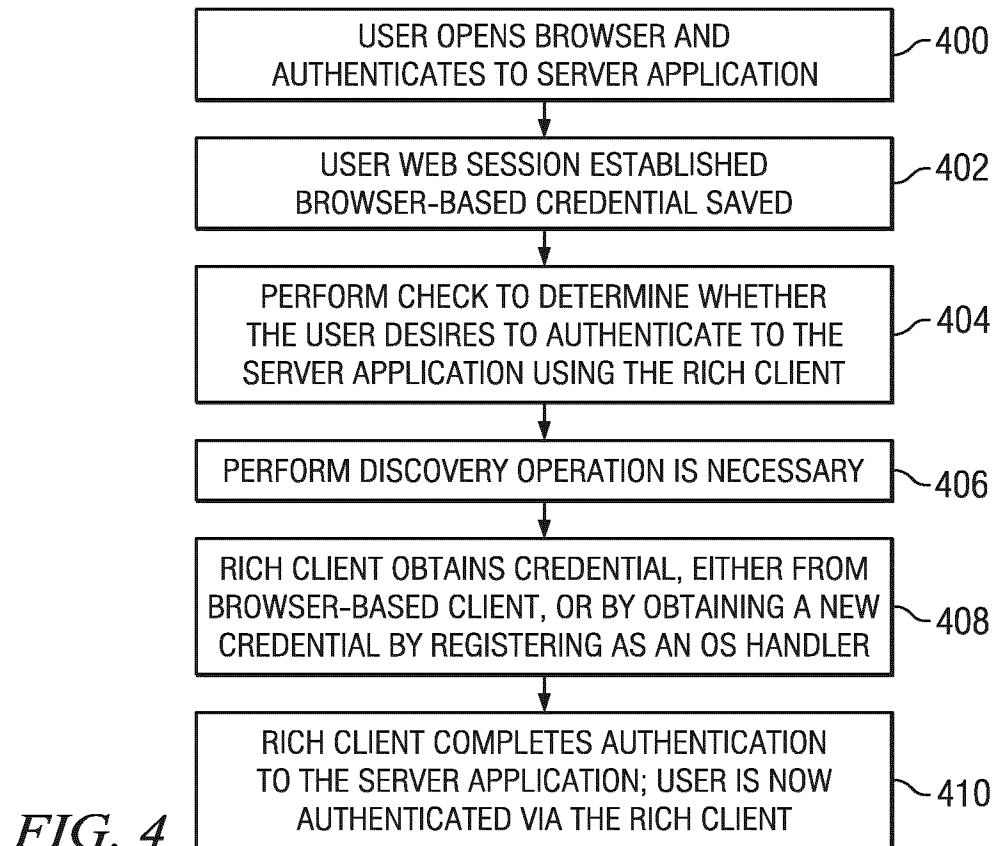 USER OPENS BROWSER AND
AUTHENTICATES TO SERVER APPLICATION
400
USER WEB SESSION ESTABLISHED
BROWSER-BASED CREDENTIAL SAVED
402
PERFORM CHECK TO DETERMINE WHETHER
THE USER DESIRES TO AUTHENTICATE TO THE
SERVER APPLICATION USING THE RICH CLIENT
404
PERFORM DISCOVERY OPERATION IS NECESSARY
406
RICH CLIENT OBTAINS CREDENTIAL, EITHER FROM
BROWSER-BASED CLIENT, OR BY OBTAINING A NEW
CREDENTIAL BY REGISTERING AS AN OS HANDLER
408
RICH CLIENT COMPLETES AUTHENTICATION
TO THE SERVER APPLICATION; USER IS NOW
AUTHENTICATED VIA THE RICH CLIENT
410
FIG. 4